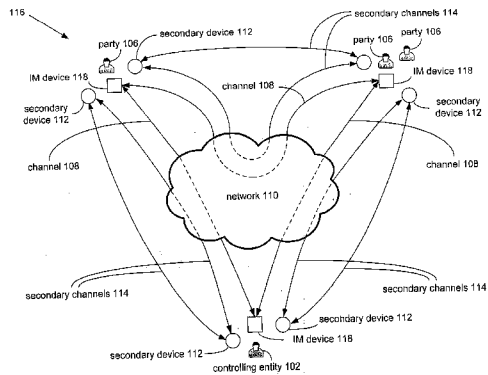 116
secondary device 112
secondary channels 114
party 106
party 106
party 106
IM device 118
channel 108
IM device 118
secondary device 112
secondary device 112
channel 108
channel 108
network 110
secondary channels 114
secondary channels 114
secondary device 112
secondary device 112
IM device 118
controlling entity 102